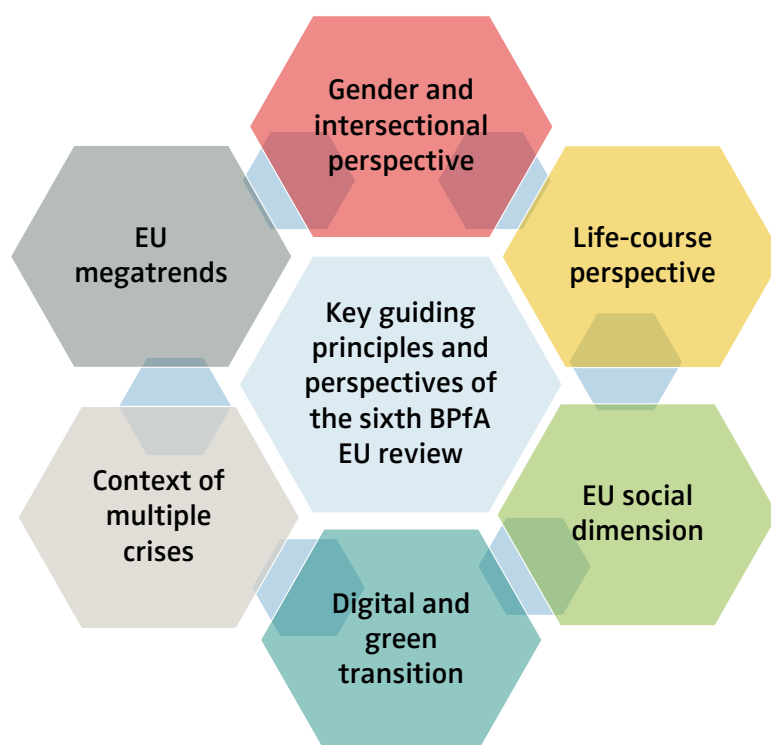 Gender and
intersectional
perspective
EU
megatrends
Life-course
perspective
Key guiding
principles and
perspectives of
the sixth BPfA
EU review
Context of
multiple
crises
EU social
dimension
Digital and
green
transition